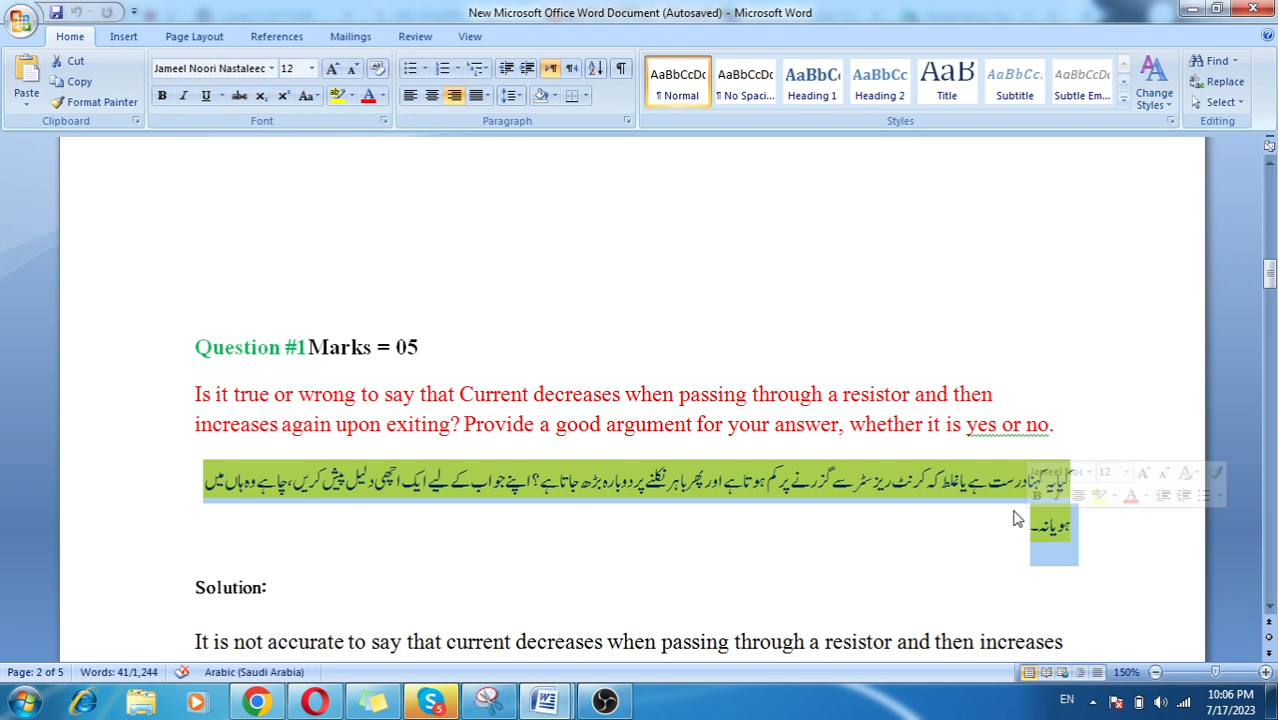 New Microsoft Office Word Document (Autosaved) - Microsoft Word
Home Insert Page Layout References Mailings Review View
Paste
Cut
Copy
Format Painter
Clipboard
Jameel Noori Nastaleec 12
Font
Paragraph
AaBbCcDc AaBbCcDc AaBbC AaBbCc AaB AaBbCc. AaBbCcDc
¶ Normal ¶ No Spaci... Heading 1 Heading 2 Title Subtitle Subtle Em...
Change Styles
Styles
Find
Replace
Select
Editing
Question #1Marks = 05
Is it true or wrong to say that Current decreases when passing through a resistor and then
increases again upon exiting? Provide a good argument for your answer, whether it is yes or no.
کیا یہ کہنا درست ہے یا غلط کہ کرنٹ ریزسٹر سے گزرنے پر کم ہوتا ہے اور پھر باہر نکلنے پر دوبارہ بڑھ جاتا ہے؟ اپنے جواب کے لیے ایک اچھی دلیل پیش کریں، چاہے وہ ہاں میں
ہو یا نہ۔
Solution:
It is not accurate to say that current decreases when passing through a resistor and then increases
Page: 2 of 5 Words: 41/1,244 Arabic (Saudi Arabia) 150%
EN
10:06 PM
7/17/2023